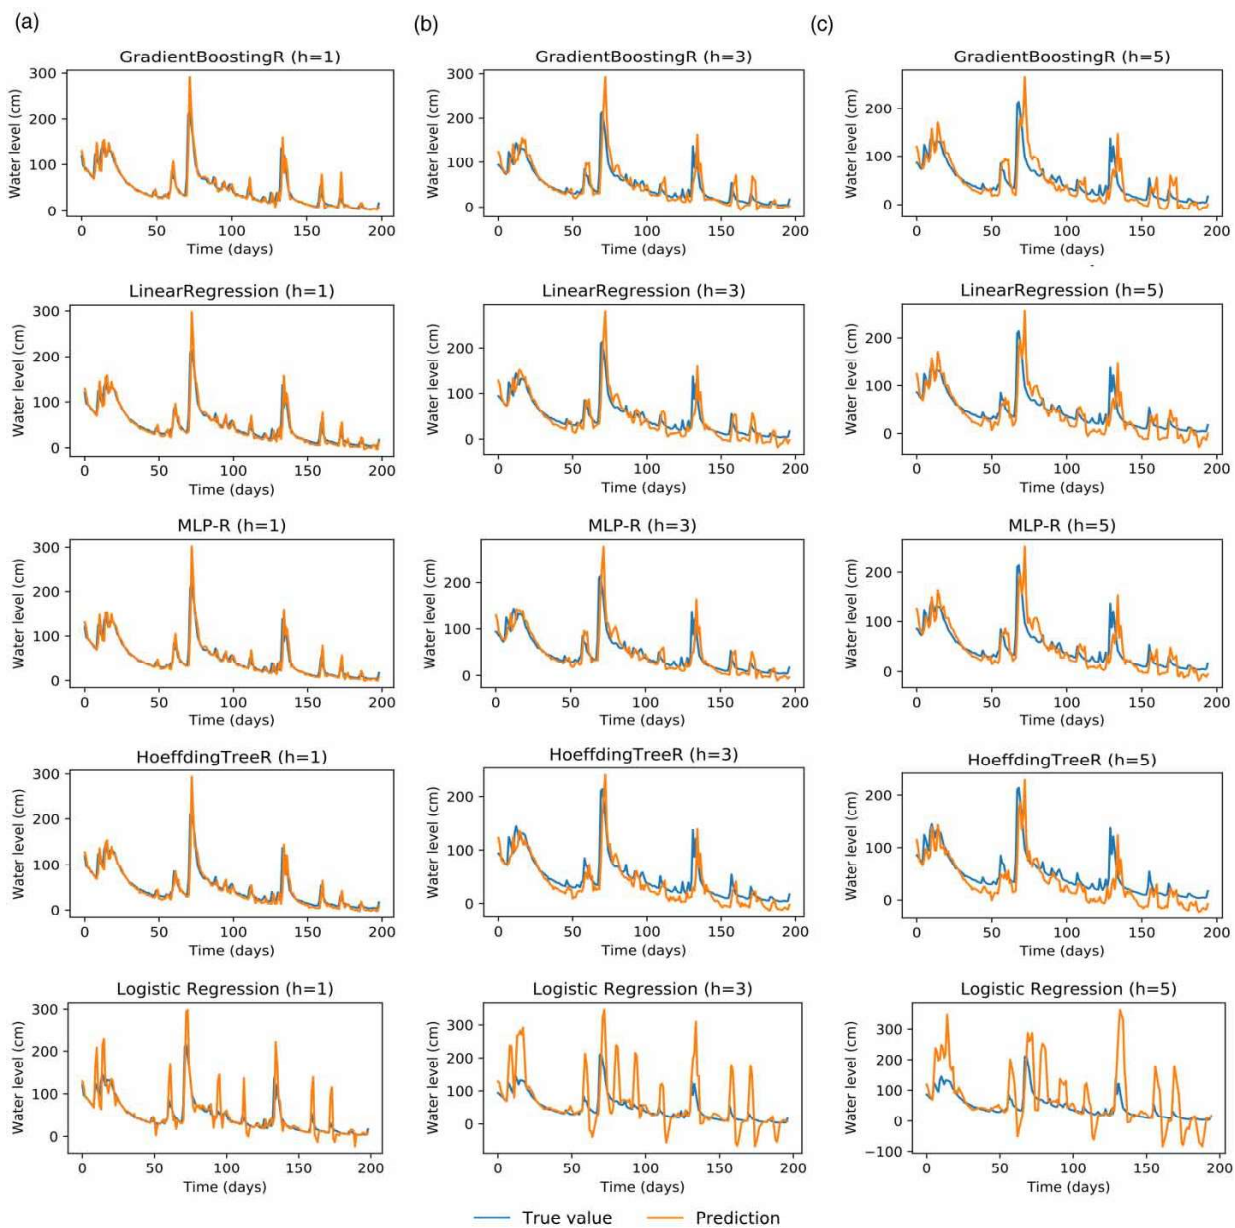 (a) (b) (c)
GradientBoostingR (h=1) GradientBoostingR (h=3) GradientBoostingR (h=5)
Water level (cm) Water level (cm) Water level (cm)
300 200 100 0
200 100 0
200 100 0
0 50 100 150 200 0 50 100 150 200 0 50 100 150 200
Time (days) Time (days) Time (days)
LinearRegression (h=1) LinearRegression (h=3) LinearRegression (h=5)
Water level (cm) Water level (cm) Water level (cm)
300 200 100 0
200 100 0
200 100 0
0 50 100 150 200 0 50 100 150 200 0 50 100 150 200
Time (days) Time (days) Time (days)
MLP-R (h=1) MLP-R (h=3) MLP-R (h=5)
Water level (cm) Water level (cm) Water level (cm)
300 200 100 0
200 100 0
200 100 0
0 50 100 150 200 0 50 100 150 200 0 50 100 150 200
Time (days) Time (days) Time (days)
HoeffdingTreeR (h=1) HoeffdingTreeR (h=3) HoeffdingTreeR (h=5)
Water level (cm) Water level (cm) Water level (cm)
300 200 100 0
200 100 0
200 100 0
0 50 100 150 200 0 50 100 150 200 0 50 100 150 200
Time (days) Time (days) Time (days)
Logistic Regression (h=1) Logistic Regression (h=3) Logistic Regression (h=5)
Water level (cm) Water level (cm) Water level (cm)
300 200 100 0
300 200 100 0
300 200 100 0 −100
0 50 100 150 200 0 50 100 150 200 0 50 100 150 200
Time (days) Time (days) Time (days)
True value Prediction